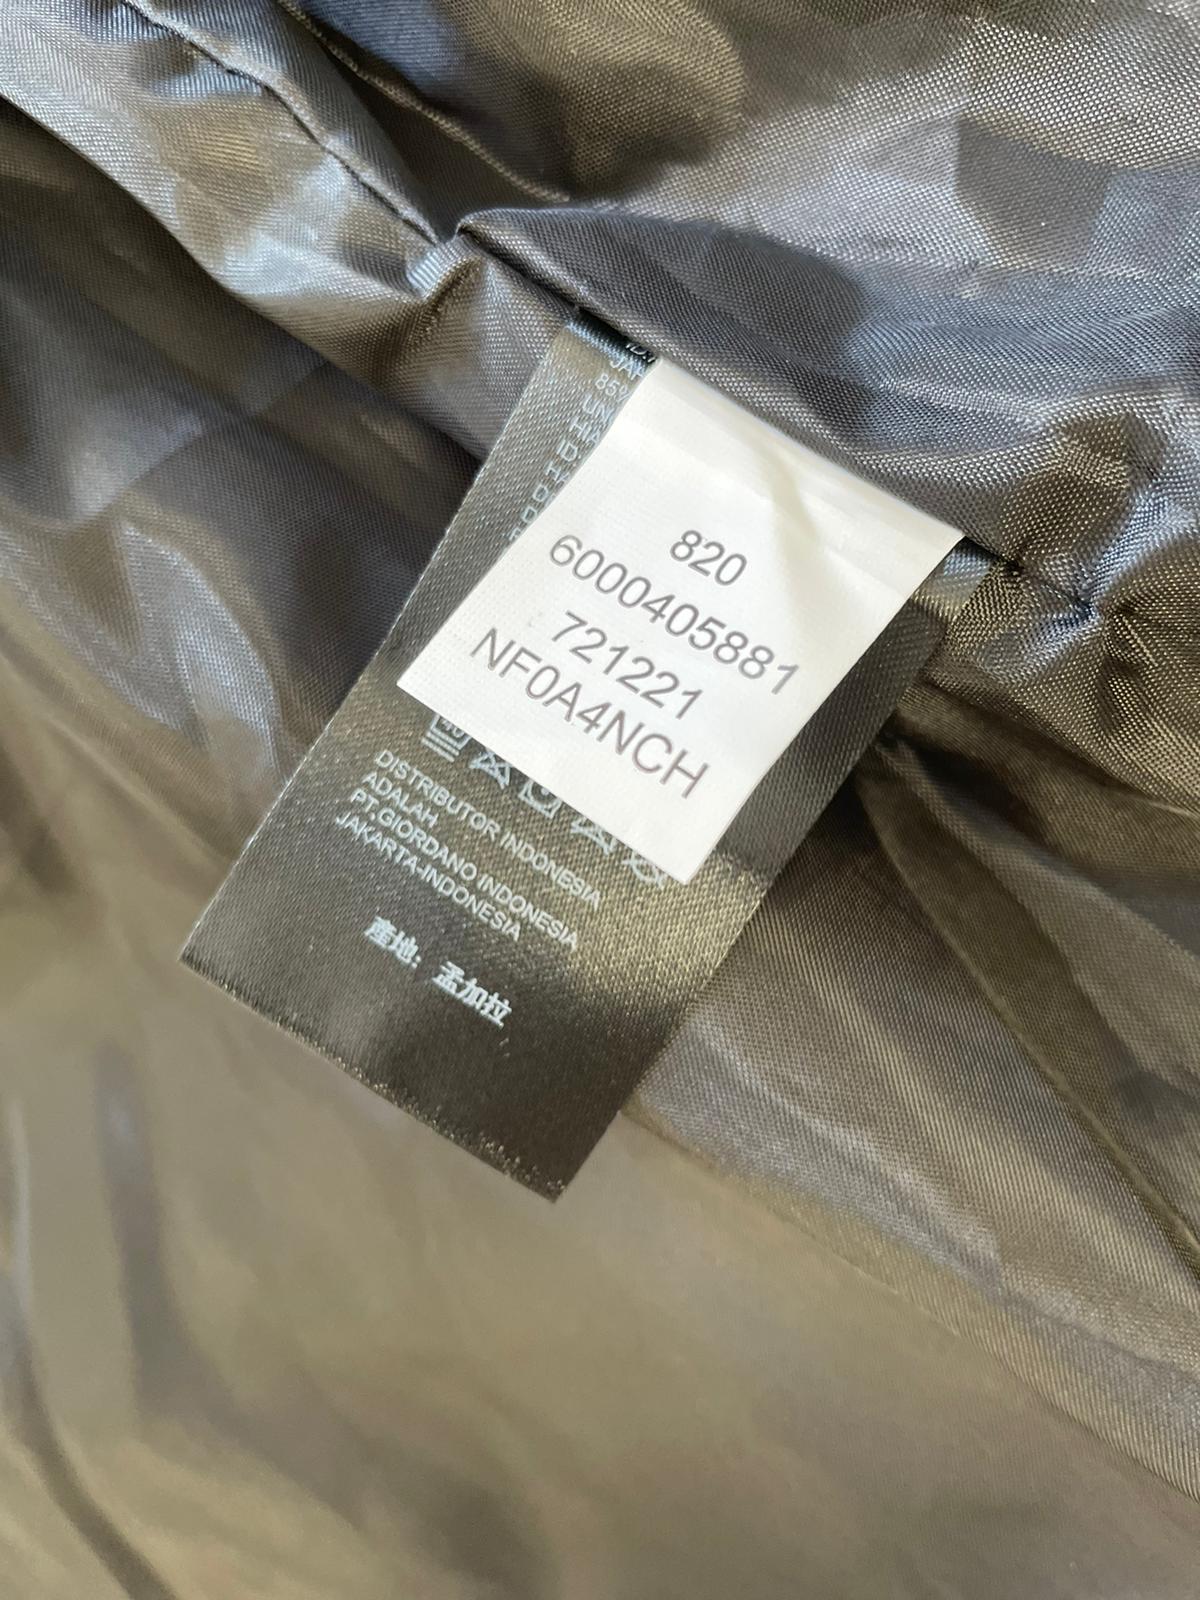 820
6000405881
721221
NF0A4NCH
DISTRIBUTOR INDONESIA
ADALAH
PT.GIORDANO INDONESIA
JAKARTA-INDONESIA
產地: 孟加拉